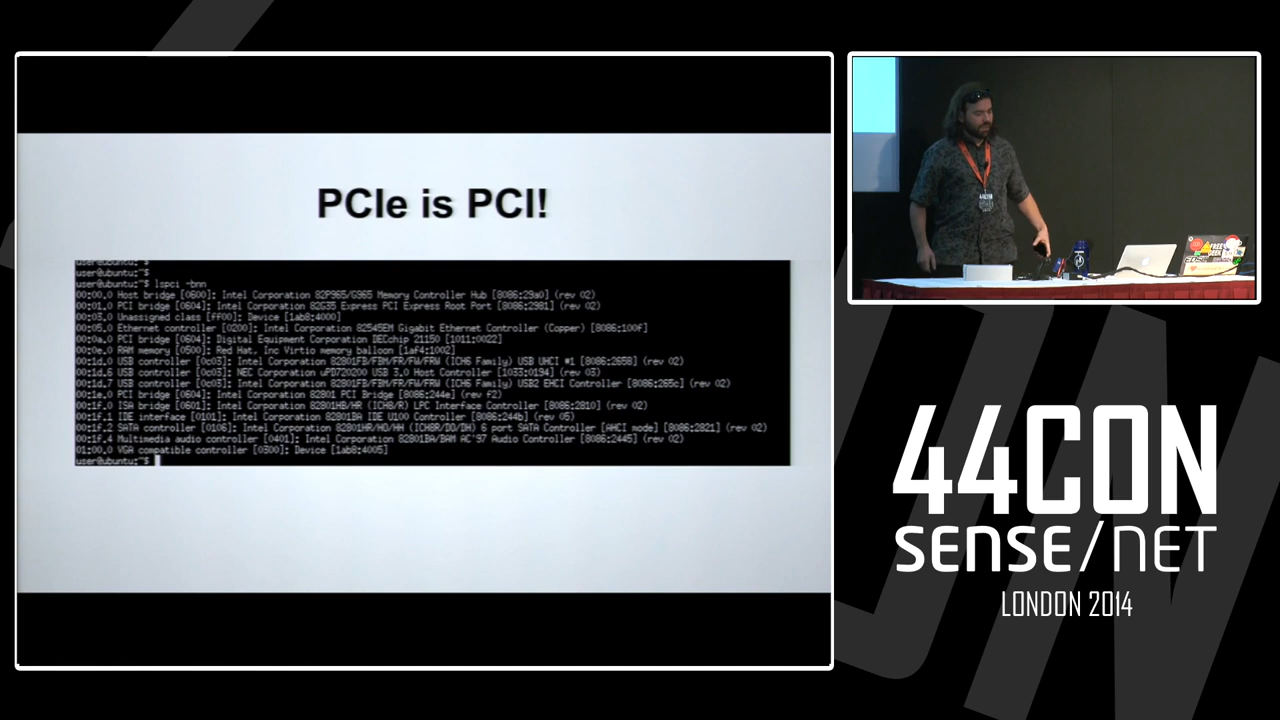 PCIe is PCI!
user@ubuntu:~$
user@ubuntu:~$
user@ubuntu:~$ lspci -bnn
00:00.0 Host bridge [0600]: Intel Corporation 82P965/G965 Memory Controller Hub [8086:29a0] (rev 02)
00:01.0 PCI bridge [0604]: Intel Corporation 82G35 Express PCI Express Root Port [8086:2981] (rev 02)
00:03.0 Unassigned class [ff00]: Device [1ab8:4000]
00:05.0 Ethernet controller [0200]: Intel Corporation 82545EM Gigabit Ethernet Controller (Copper) [8086:100f]
00:0a.0 PCI bridge [0604]: Digital Equipment Corporation DECchip 21150 [1011:0022]
00:0e.0 RAM memory [0500]: Red Hat, Inc Virtio memory balloon [1af4:1002]
00:1d.0 USB controller [0c03]: Intel Corporation 82801FB/FBM/FR/FW/FRW (ICH6 Family) USB UHCI #1 [8086:2658] (rev 02)
00:1d.6 USB controller [0c03]: NEC Corporation uPD720200 USB 3.0 Host Controller [1033:0194] (rev 03)
00:1d.7 USB controller [0c03]: Intel Corporation 82801FB/FBM/FR/FW/FRW (ICH6 Family) USB2 EHCI Controller [8086:265c] (rev 02)
00:1e.0 PCI bridge [0604]: Intel Corporation 82801 PCI Bridge [8086:244e] (rev f2)
00:1f.0 ISA bridge [0601]: Intel Corporation 82801HB/HR (ICH8/R) LPC Interface Controller [8086:2810] (rev 02)
00:1f.1 IDE interface [0101]: Intel Corporation 82801BA IDE U100 Controller [8086:244b] (rev 05)
00:1f.2 SATA controller [0106]: Intel Corporation 82801HR/HO/HH (ICH8R/DO/DH) 6 port SATA Controller [AHCI mode] [8086:2821] (rev 02)
00:1f.4 Multimedia audio controller [0401]: Intel Corporation 82801BA/BAM AC'97 Audio Controller [8086:2445] (rev 02)
01:00.0 VGA compatible controller [0300]: Device [1ab8:4005]
user@ubuntu:~$
44CON
SENSE/NET
LONDON 2014